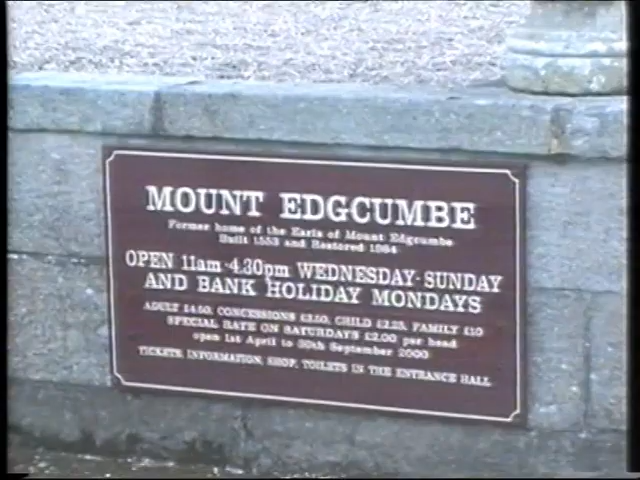 MOUNT EDGCUMBE
Former home of the Earls of Mount Edgcumbe
Built 1553 and Restored 1964
OPEN 11am-4.30pm WEDNESDAY-SUNDAY
AND BANK HOLIDAY MONDAYS
ADULT £4.50, CONCESSIONS £3.50, CHILD £2.25, FAMILY £10
SPECIAL RATE ON SATURDAYS £2.00 per head
open 1st April to 30th September 2000
TICKETS, INFORMATION, SHOP, TOILETS IN THE ENTRANCE HALL